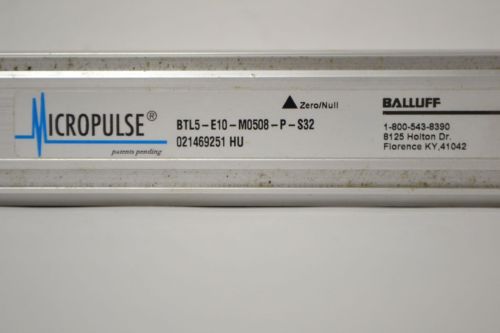 MICROPULSE®
patents pending
BTL5-E10-M0508-P-S32
021469251 HU
▲ Zero/Null
BALLUFF
1-800-543-8390
8125 Holton Dr.
Florence KY,41042